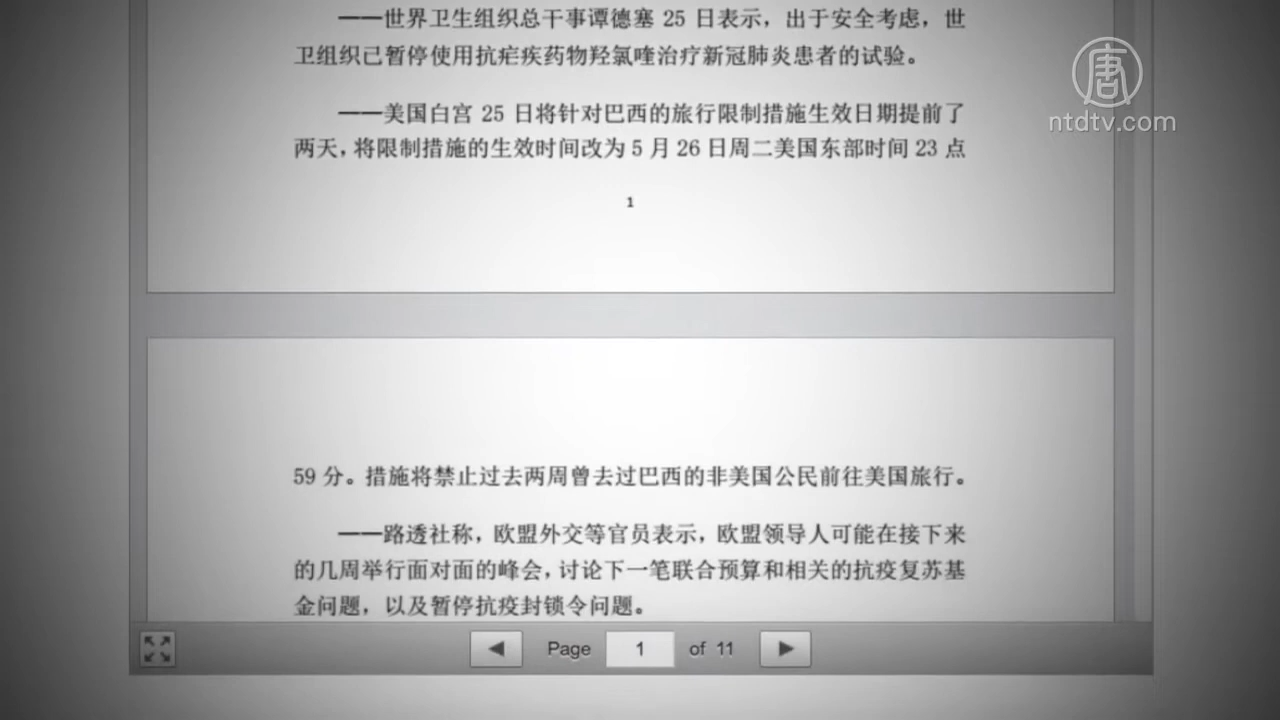 ——世界卫生组织总干事谭德塞 25 日表示，出于安全考虑，世
卫组织已暂停使用抗疟疾药物羟氯喹治疗新冠肺炎患者的试验。
——美国白宫 25 日将针对巴西的旅行限制措施生效日期提前了
两天，将限制措施的生效时间改为 5 月 26 日周二美国东部时间 23 点
1
59 分。措施将禁止过去两周曾去过巴西的非美国公民前往美国旅行。
——路透社称，欧盟外交等官员表示，欧盟领导人可能在接下来
的几周举行面对面的峰会，讨论下一笔联合预算和相关的抗疫复苏基
金问题，以及暂停抗疫封锁令问题。
Page 1 of 11
唐
ntdtv.com